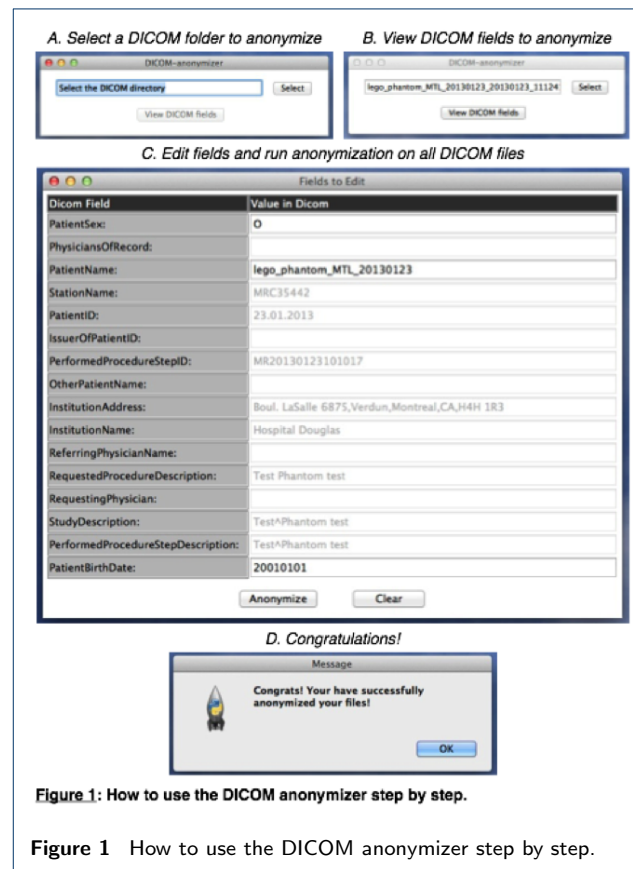 A. Select a DICOM folder to anonymize
B. View DICOM fields to anonymize
DICOM-anonymizer
Select the DICOM directory
Select
View DICOM fields
DICOM-anonymizer
lego_phantom_MTL_20130123_20130123_11124
Select
View DICOM fields
C. Edit fields and run anonymization on all DICOM files
Fields to Edit
Dicom Field Value in Dicom
PatientSex: O
PhysiciansOfRecord:
PatientName: lego_phantom_MTL_20130123
StationName: MRC35442
PatientID: 23.01.2013
IssuerOfPatientID:
PerformedProcedureStepID: MR20130123101017
OtherPatientName:
InstitutionAddress: Boul. LaSalle 6875,Verdun,Montreal,CA,H4H 1R3
InstitutionName: Hospital Douglas
ReferringPhysicianName:
RequestedProcedureDescription: Test Phantom test
RequestingPhysician:
StudyDescription: Test^Phantom test
PerformedProcedureStepDescription: Test^Phantom test
PatientBirthDate: 20010101
Anonymize Clear
D. Congratulations!
Message
Congrats! Your have successfully
anonymized your files!
OK
Figure 1: How to use the DICOM anonymizer step by step.
Figure 1 How to use the DICOM anonymizer step by step.